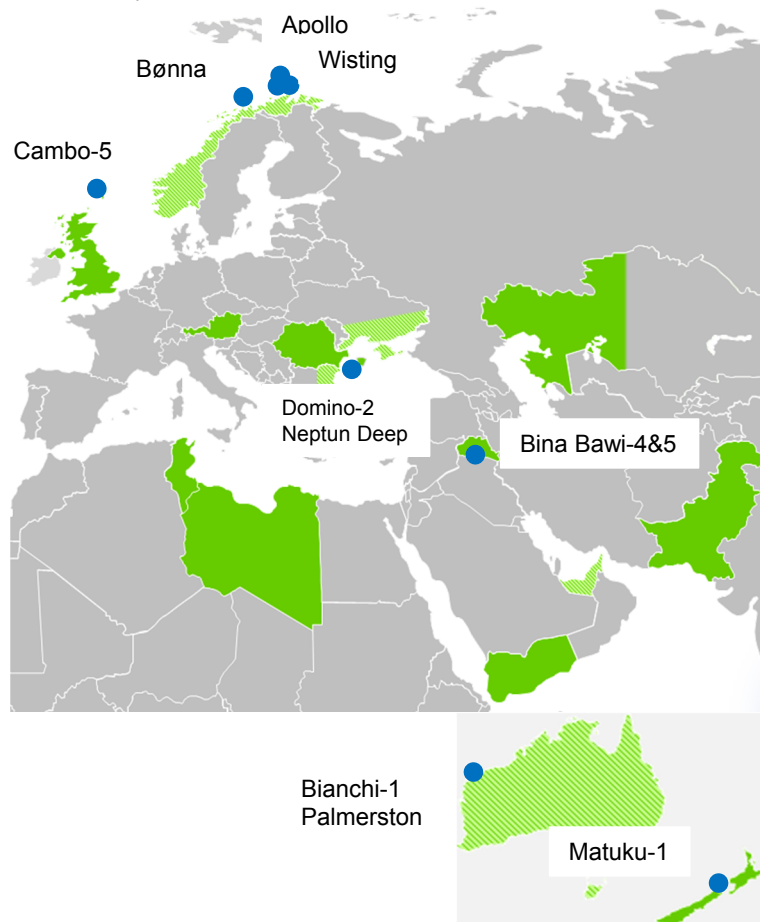 Apollo
Wisting
Bønna
Cambo-5
Domino-2
Neptun Deep
Bina Bawi-4&5
Bianchi-1
Palmerston
Matuku-1